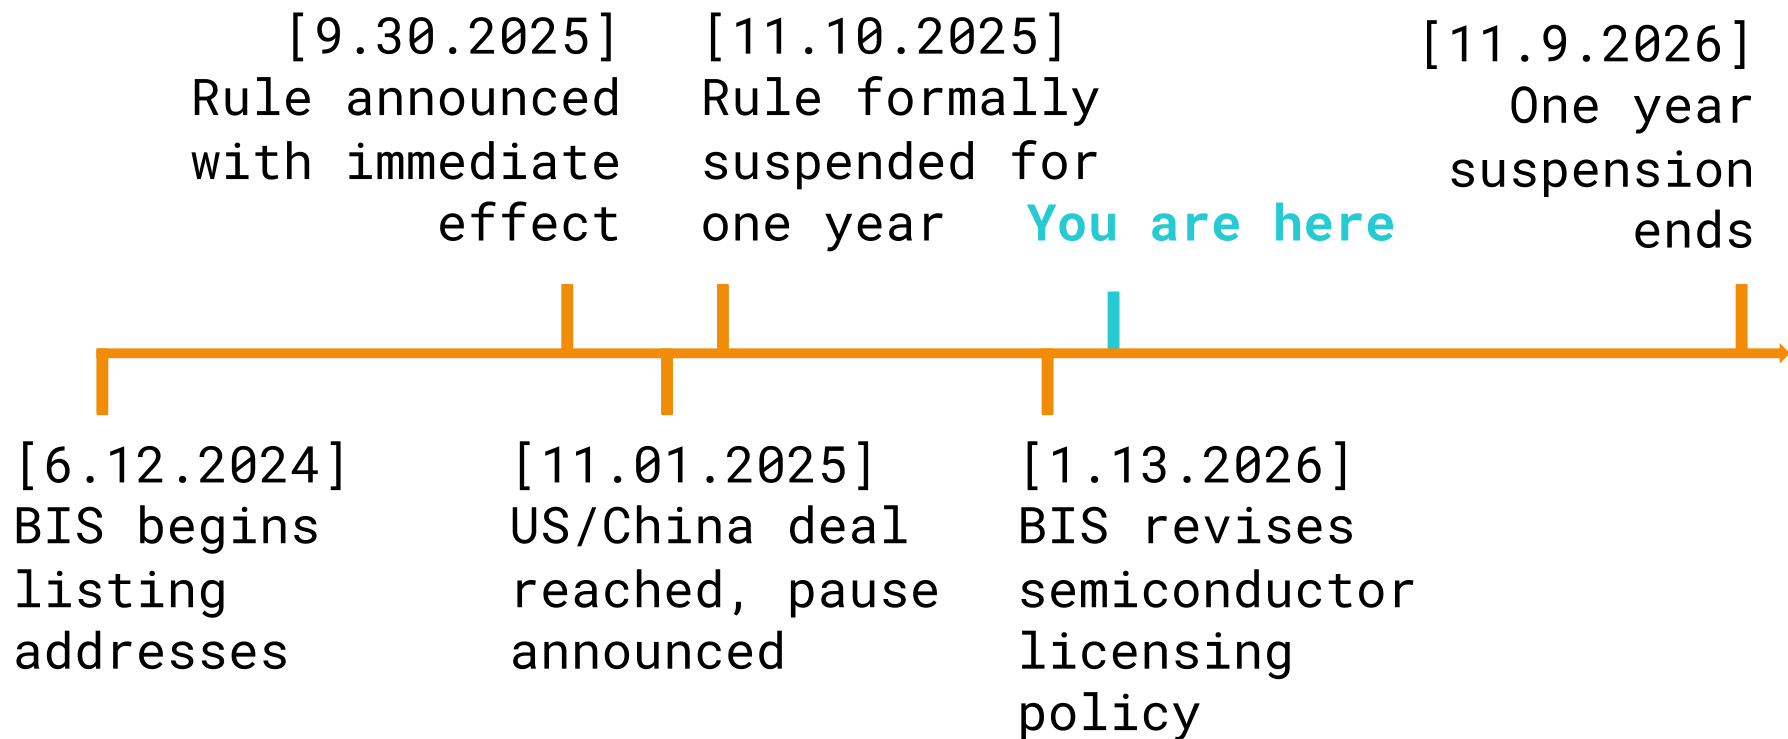 [9.30.2025]
Rule announced
with immediate
effect
[11.10.2025]
Rule formally
suspended for
one year
You are here
[11.9.2026]
One year
suspension
ends
[6.12.2024]
BIS begins
listing
addresses
[11.01.2025]
US/China deal
reached, pause
announced
[1.13.2026]
BIS revises
semiconductor
licensing
policy